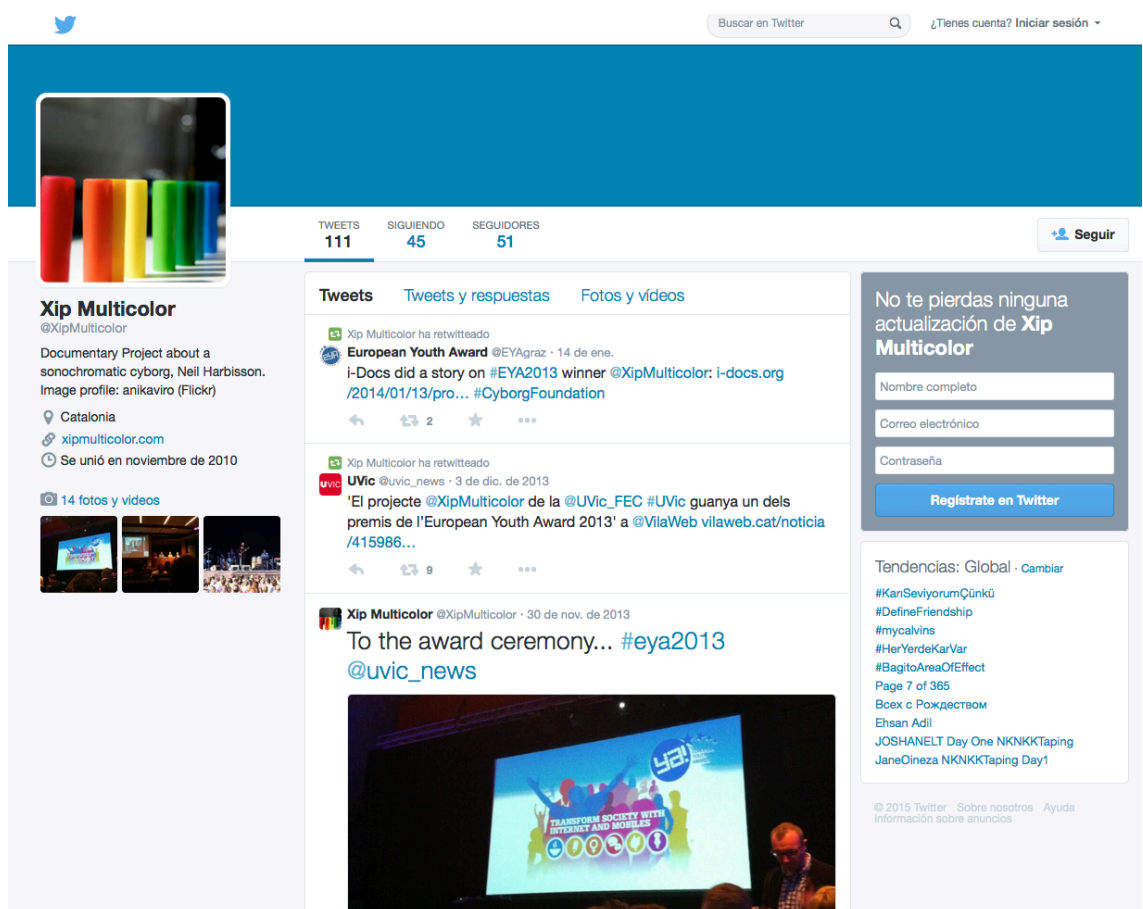 Buscar en Twitter
¿Tienes cuenta? Iniciar sesión
TWEETS
111
SIGUIENDO
45
SEGUIDORES
51
Seguir
Xip Multicolor
@XipMulticolor
Documentary Project about a
sonochromatic cyborg, Neil Harbisson.
Image profile: anikaviro (Flickr)
Catalonia
xipmulticolor.com
Se unió en noviembre de 2010
14 fotos y videos
Tweets
Tweets y respuestas
Fotos y vídeos
Xip Multicolor ha retwitteado
European Youth Award @EYAgraz · 14 de ene.
i-Docs did a story on #EYA2013 winner @XipMulticolor: i-docs.org
/2014/01/13/pro… #CyborgFoundation
2
Xip Multicolor ha retwitteado
UVIC
UVic @uvic_news · 3 de dic. de 2013
'El projecte @XipMulticolor de la @UVic_FEC #UVic guanya un dels
premis de l'European Youth Award 2013' a @VilaWeb vilaweb.cat/noticia
/415986…
9
Xip Multicolor @XipMulticolor · 30 de nov. de 2013
To the award ceremony... #eya2013
@uvic_news
ya!
TRANSFORM SOCIETY WITH
INTERNET AND MOBILES
No te pierdas ninguna
actualización de Xip
Multicolor
Nombre completo
Correo electrónico
Contraseña
Regístrate en Twitter
Tendencias: Global · Cambiar
#KarıSeviyorumÇünkü
#DefineFriendship
#mycalvins
#HerYerdeKarVar
#BagitoAreaOfEffect
Page 7 of 365
Всех с Рождеством
Ehsan Adil
JOSHANELT Day One NKNKKTaping
JaneOineza NKNKKTaping Day1
© 2015 Twitter Sobre nosotros Ayuda
Información sobre anuncios